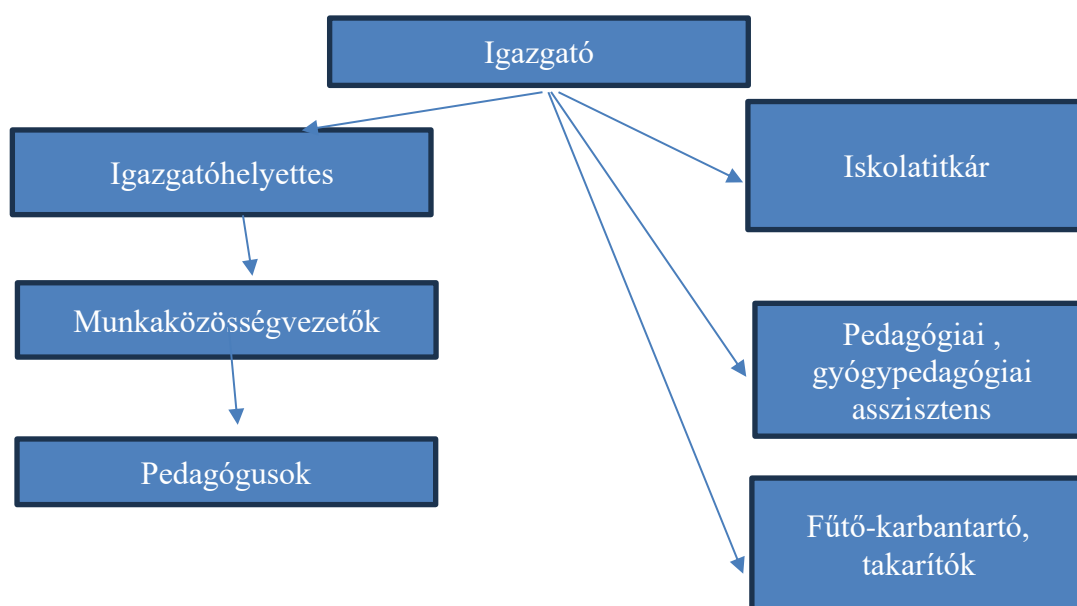 Igazgató
Igazgatóhelyettes
Iskolatitkár
Munkaközösségvezetők
Pedagógiai ,
gyógypedagógiai
asszisztens
Pedagógusok
Fűtő-karbantartó,
takarítók